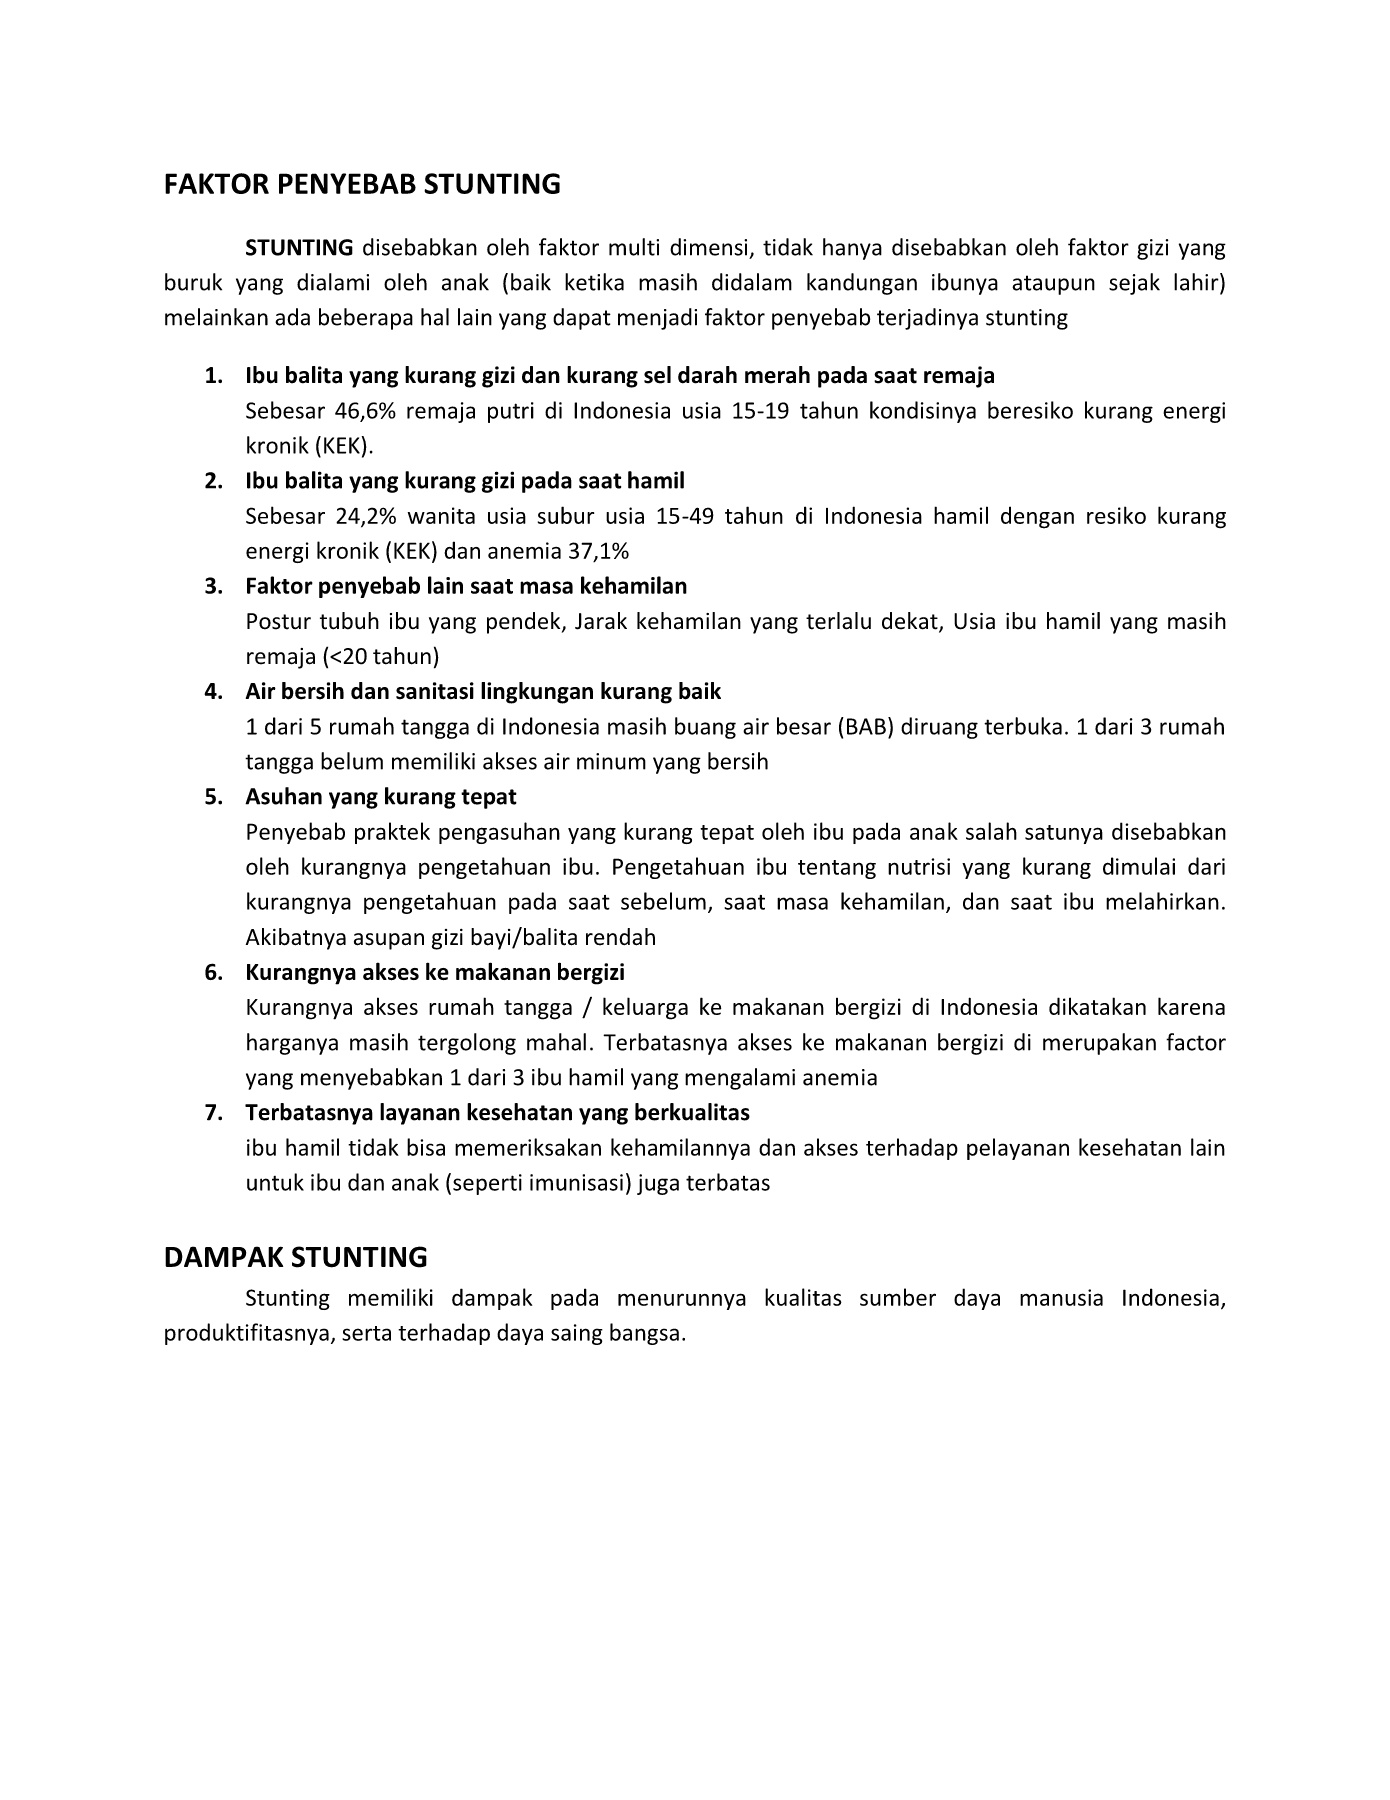 FAKTOR PENYEBAB STUNTING
STUNTING disebabkan oleh faktor multi dimensi, tidak hanya disebabkan oleh faktor gizi yang
buruk yang dialami oleh anak (baik ketika masih didalam kandungan ibunya ataupun sejak lahir)
melainkan ada beberapa hal lain yang dapat menjadi faktor penyebab terjadinya stunting
1. Ibu balita yang kurang gizi dan kurang sel darah merah pada saat remaja
Sebesar 46,6% remaja putri di Indonesia usia 15-19 tahun kondisinya beresiko kurang energi
kronik (KEK).
2. Ibu balita yang kurang gizi pada saat hamil
Sebesar 24,2% wanita usia subur usia 15-49 tahun di Indonesia hamil dengan resiko kurang
energi kronik (KEK) dan anemia 37,1%
3. Faktor penyebab lain saat masa kehamilan
Postur tubuh ibu yang pendek, Jarak kehamilan yang terlalu dekat, Usia ibu hamil yang masih
remaja (<20 tahun)
4. Air bersih dan sanitasi lingkungan kurang baik
1 dari 5 rumah tangga di Indonesia masih buang air besar (BAB) diruang terbuka. 1 dari 3 rumah
tangga belum memiliki akses air minum yang bersih
5. Asuhan yang kurang tepat
Penyebab praktek pengasuhan yang kurang tepat oleh ibu pada anak salah satunya disebabkan
oleh kurangnya pengetahuan ibu. Pengetahuan ibu tentang nutrisi yang kurang dimulai dari
kurangnya pengetahuan pada saat sebelum, saat masa kehamilan, dan saat ibu melahirkan.
Akibatnya asupan gizi bayi/balita rendah
6. Kurangnya akses ke makanan bergizi
Kurangnya akses rumah tangga / keluarga ke makanan bergizi di Indonesia dikatakan karena
harganya masih tergolong mahal. Terbatasnya akses ke makanan bergizi di merupakan factor
yang menyebabkan 1 dari 3 ibu hamil yang mengalami anemia
7. Terbatasnya layanan kesehatan yang berkualitas
ibu hamil tidak bisa memeriksakan kehamilannya dan akses terhadap pelayanan kesehatan lain
untuk ibu dan anak (seperti imunisasi) juga terbatas
DAMPAK STUNTING
Stunting memiliki dampak pada menurunnya kualitas sumber daya manusia Indonesia,
produktifitasnya, serta terhadap daya saing bangsa.